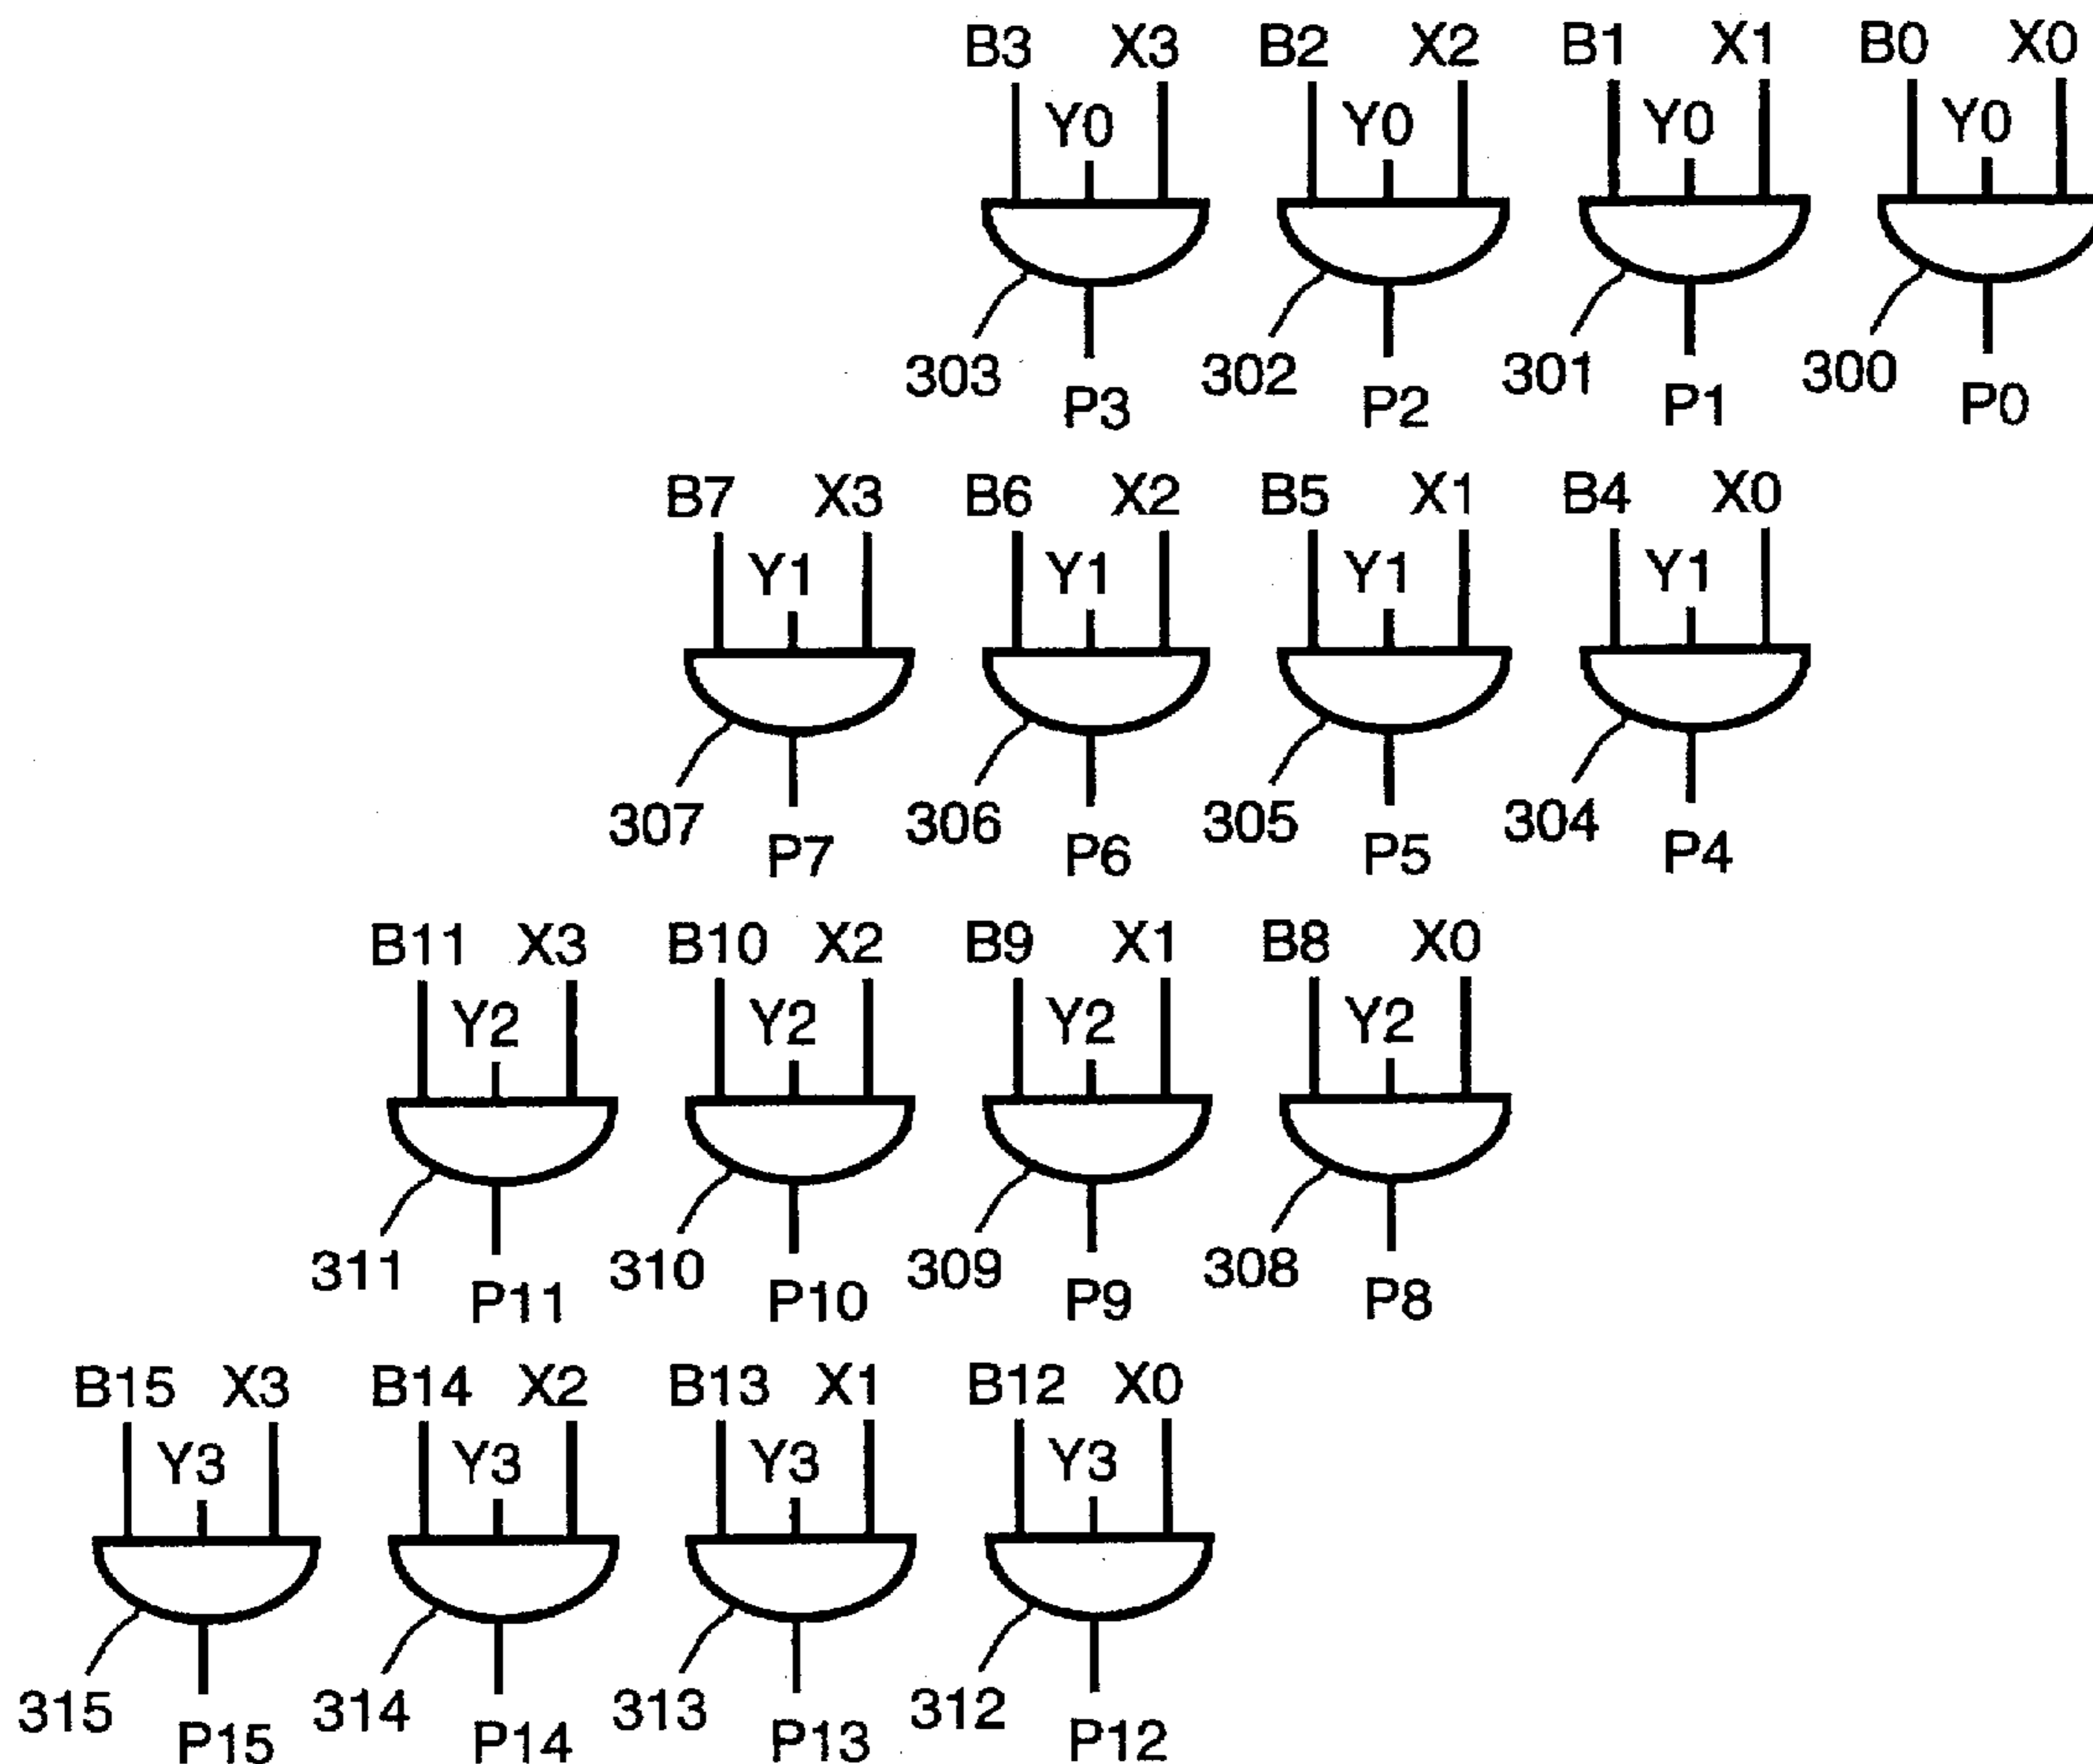 B3 X3 B2 X2 B1 X1 B0 X0
Y0 Y0 Y0 Y0
303 302 301 300
P3 P2 P1 P0
B7 X3 B6 X2 B5 X1 B4 X0
Y1 Y1 Y1 Y1
307 306 305 304
P7 P6 P5 P4
B11 X3 B10 X2 B9 X1 B8 X0
Y2 Y2 Y2 Y2
311 310 309 308
P11 P10 P9 P8
B15 X3 B14 X2 B13 X1 B12 X0
Y3 Y3 Y3 Y3
315 314 313 312
P15 P14 P13 P12